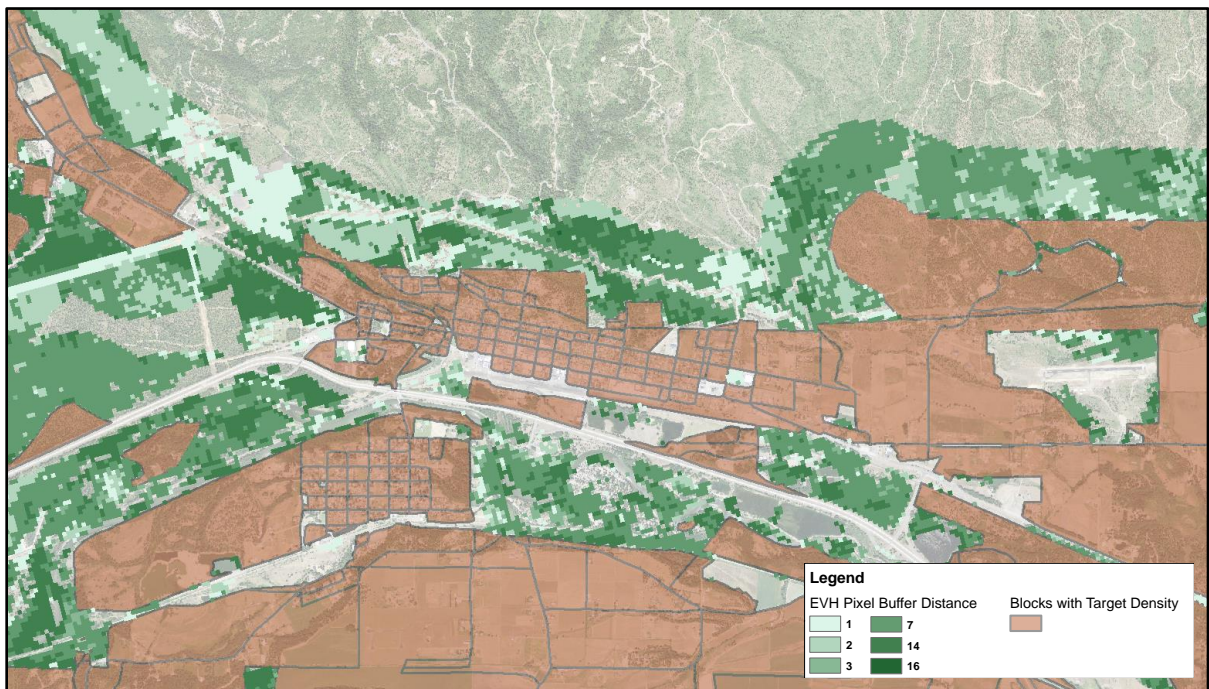 Legend
EVH Pixel Buffer Distance
Blocks with Target Density
1
7
2
14
3
16